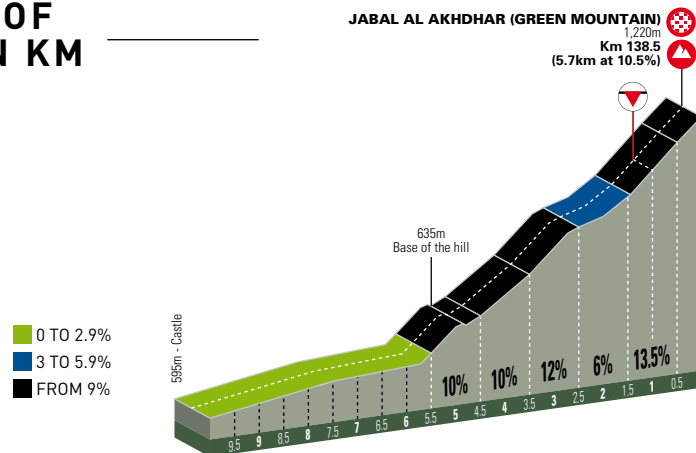 OF
KM
JABAL AL AKHDHAR (GREEN MOUNTAIN)
1,220m
Km 138.5
(5.7km at 10.5%)
635m
Base of the hill
595m - Castle
0 TO 2.9%
3 TO 5.9%
FROM 9%
10% 10% 12% 6% 13.5%
9.5 9 8.5 8 7.5 7 6.5 6 5.5 5 4.5 4 3.5 3 2.5 2 1.5 1 0.5